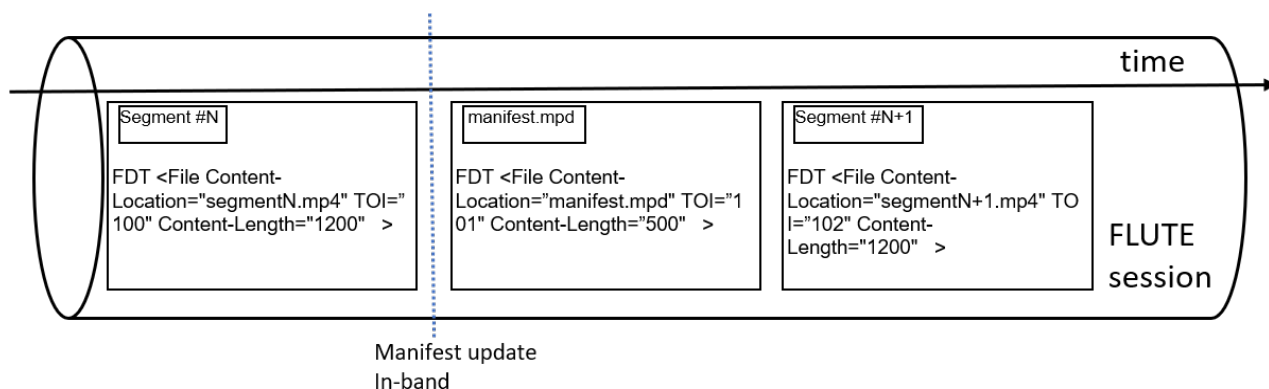 time
Segment #N
FDT <File Content-
Location="segmentN.mp4" TOI=”
100" Content-Length="1200"   >
manifest.mpd
FDT <File Content-
Location=”manifest.mpd" TOI=”1
01" Content-Length=”500"   >
Segment #N+1
FDT <File Content-
Location="segmentN+1.mp4" TO
I=”102" Content-
Length="1200"   >
FLUTE
session
Manifest update
In-band